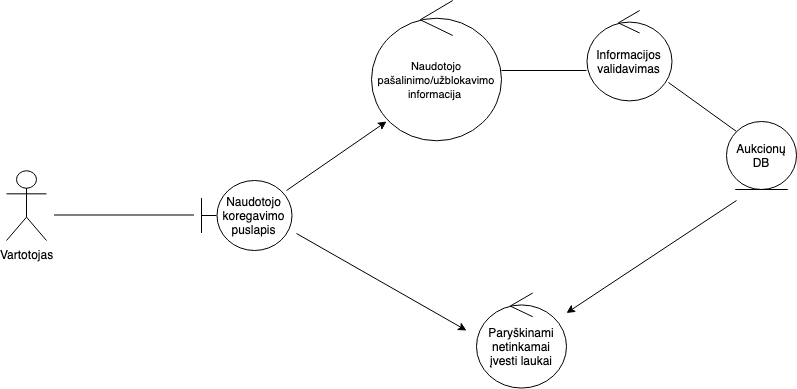 Naudotojo
pašalinimo/užblokavimo
informacija
Informacijos
validavimas
Aukcionų
DB
Naudotojo
koregavimo
puslapis
Vartotojas
Paryškinami
netinkamai
įvesti laukai